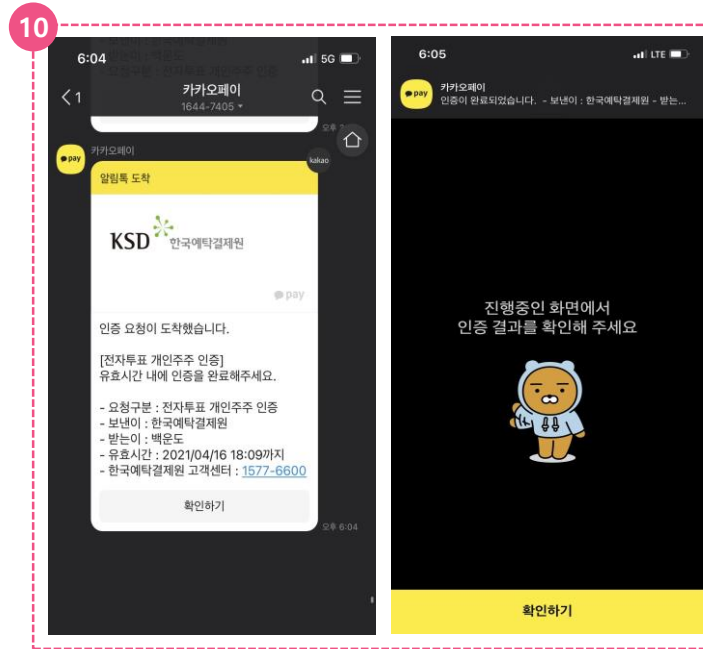 10
6:04
5G
1
카카오페이
1644-7405
카카오페이
pay
kakao
알림톡 도착
KSD 한국예탁결제원
pay
인증 요청이 도착했습니다.
[전자투표 개인주주 인증]
유효시간 내에 인증을 완료해주세요.
- 요청구분 : 전자투표 개인주주 인증
- 보낸이 : 한국예탁결제원
- 받는이 : 백운도
- 유효시간 : 2021/04/16 18:09까지
- 한국예탁결제원 고객센터 : 1577-6600
확인하기
오후 6:04
6:05
LTE
pay
카카오페이
인증이 완료되었습니다. - 보낸이 : 한국예탁결제원 - 받는...
진행중인 화면에서
인증 결과를 확인해 주세요
확인하기